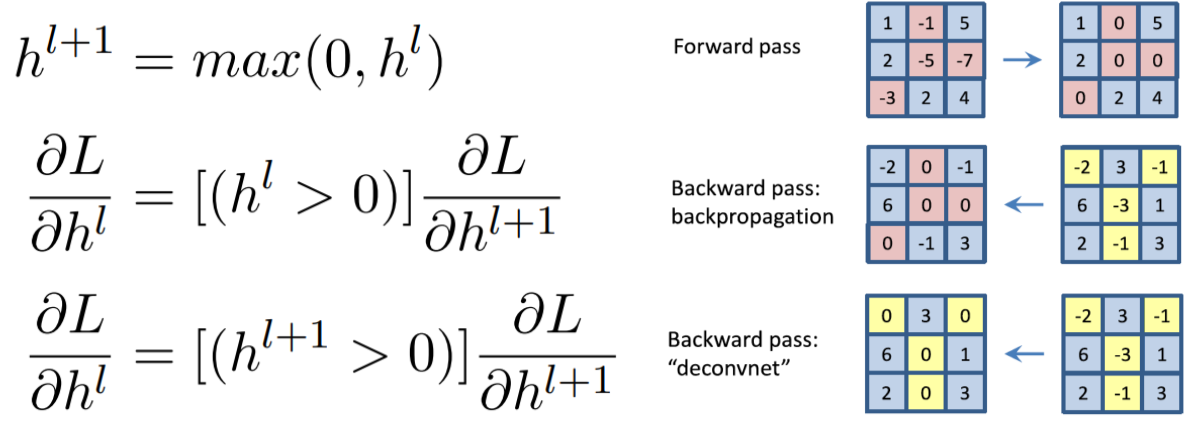 h^{l+1} = max(0, h^l)
Forward pass
1 -1 5
2 -5 -7
-3 2 4
→
1 0 5
2 0 0
0 2 4
∂L/∂h^l = [(h^l > 0)] ∂L/∂h^{l+1}
Backward pass:
backpropagation
-2 0 -1
6 0 0
0 -1 3
←
-2 3 -1
6 -3 1
2 -1 3
∂L/∂h^l = [(h^{l+1} > 0)] ∂L/∂h^{l+1}
Backward pass:
“deconvnet”
0 3 0
6 0 1
2 0 3
←
-2 3 -1
6 -3 1
2 -1 3